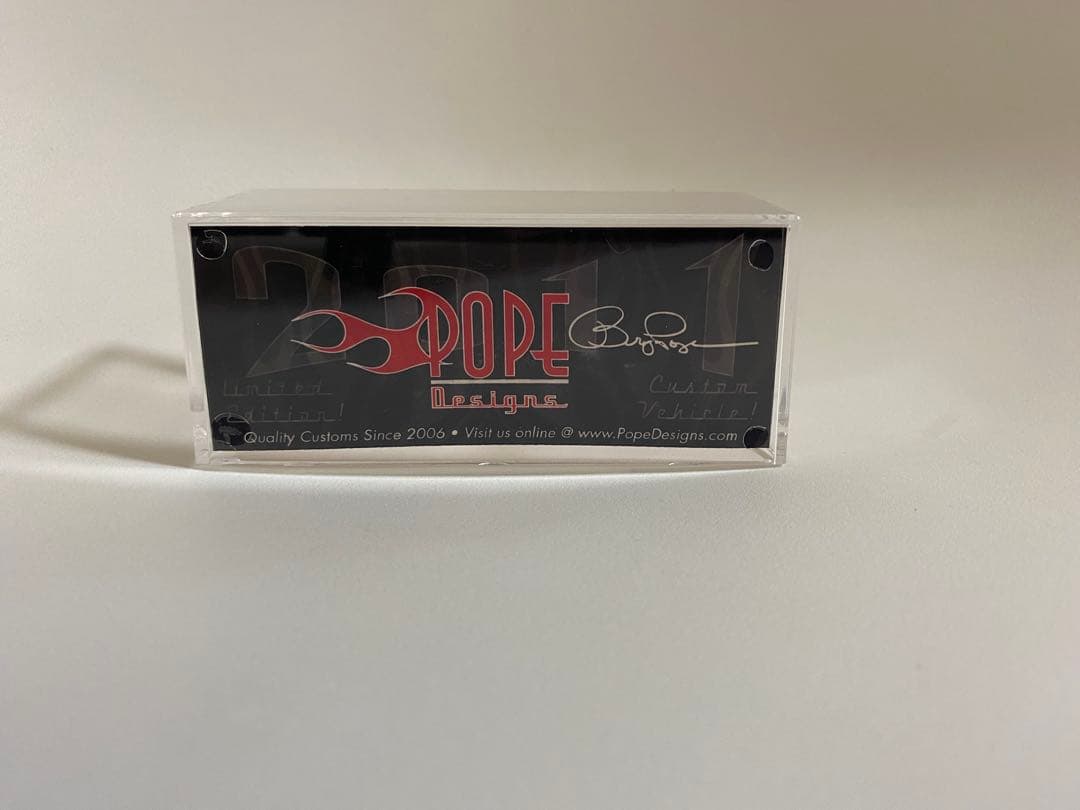 2011
POPE
Designs
Limited
Edition!
Custom
Vehicle!
Quality Customs Since 2006 • Visit us online @ www.PopeDesigns.com